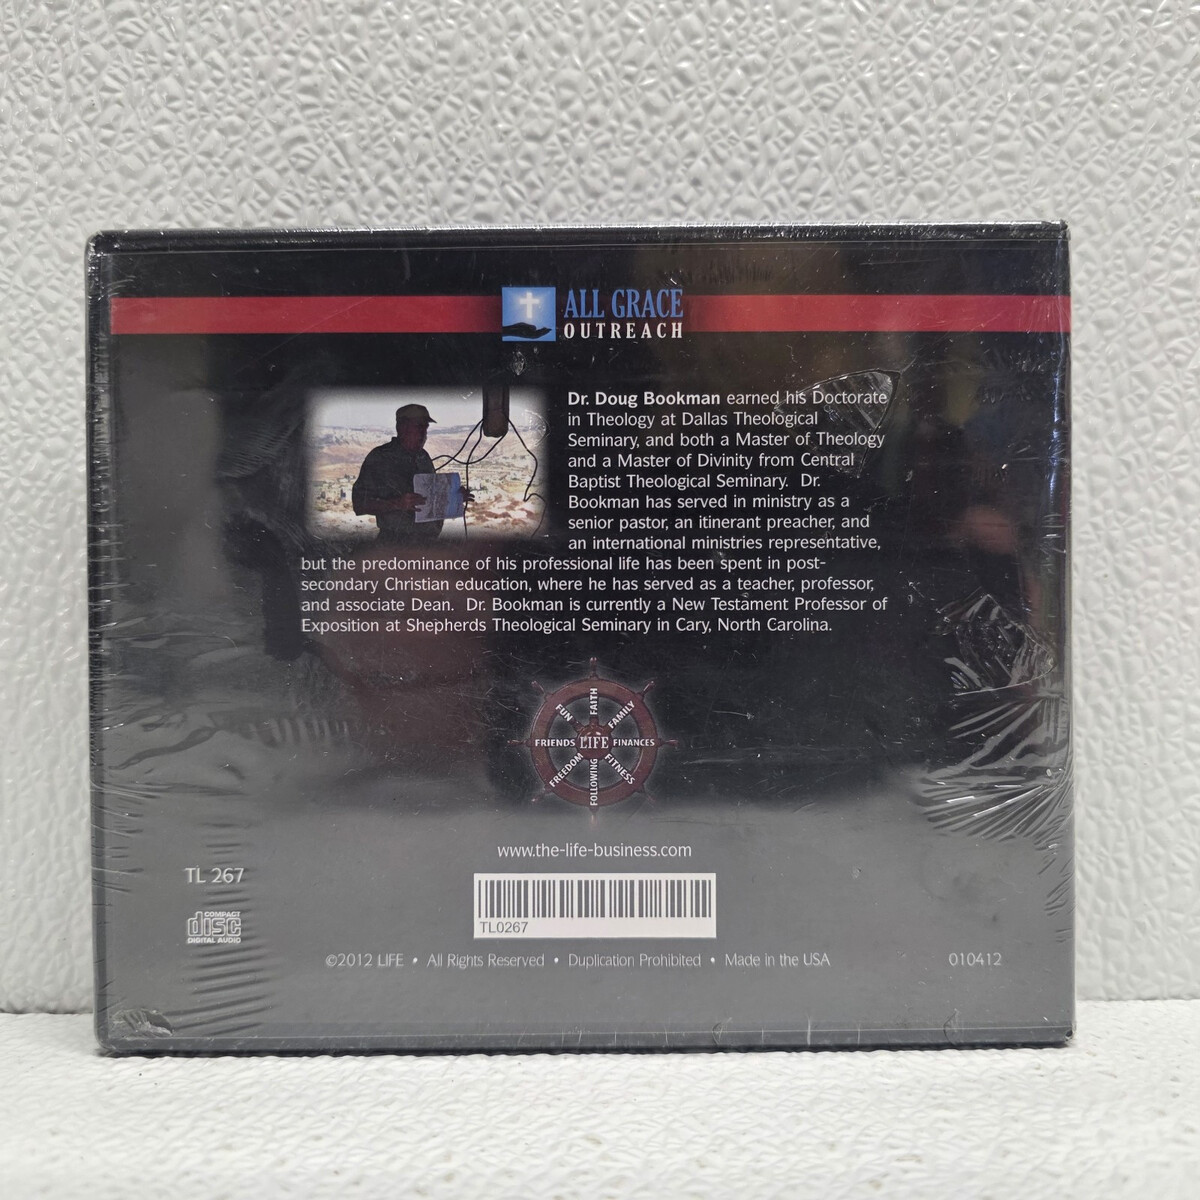 ALL GRACE
OUTREACH
Dr. Doug Bookman earned his Doctorate
in Theology at Dallas Theological
Seminary, and both a Master of Theology
and a Master of Divinity from Central
Baptist Theological Seminary. Dr.
Bookman has served in ministry as a
senior pastor, an itinerant preacher, and
an international ministries representative,
but the predominance of his professional life has been spent in post-
secondary Christian education, where he has served as a teacher, professor,
and associate Dean. Dr. Bookman is currently a New Testament Professor of
Exposition at Shepherds Theological Seminary in Cary, North Carolina.
FAITH
FAMILY
FINANCES
FITNESS
FOLLOWING
FREEDOM
FRIENDS
FUN
LIFE
www.the-life-business.com
TL 267
TL0267
COMPACT
disc
DIGITAL AUDIO
©2012 LIFE • All Rights Reserved • Duplication Prohibited • Made in the USA
010412